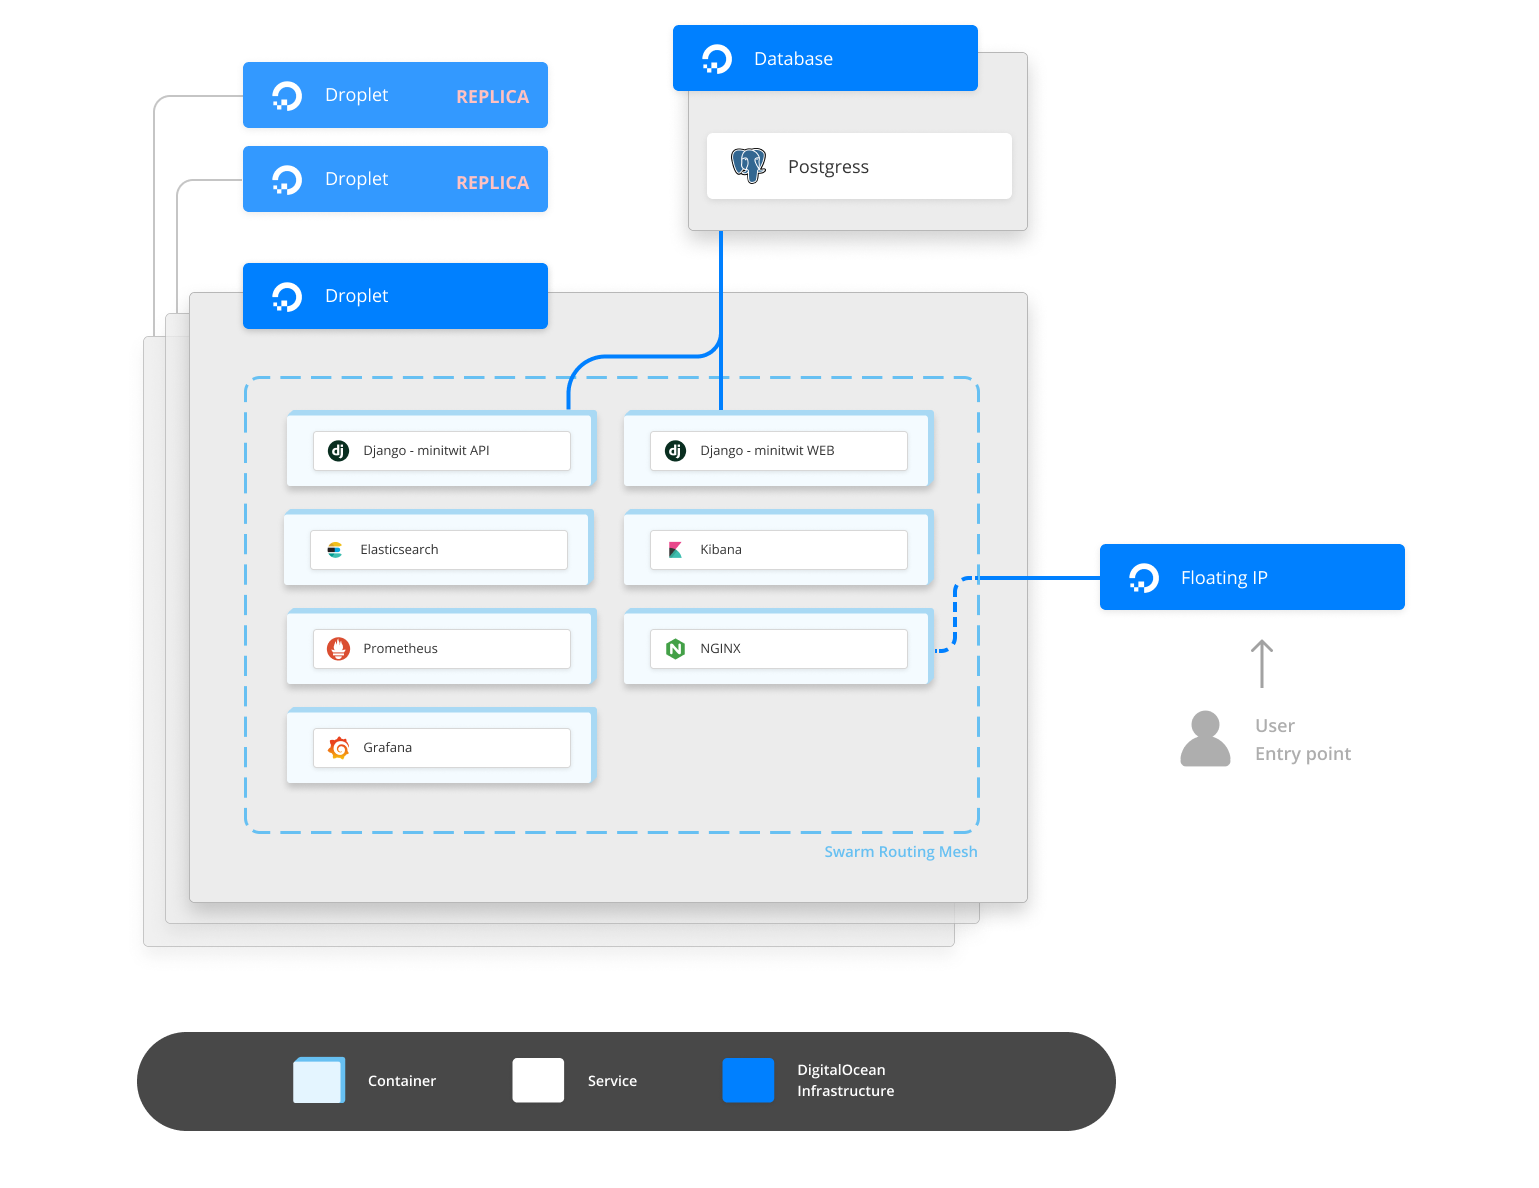 Database
Droplet REPLICA
Postgress
Droplet REPLICA
Droplet
dj Django - minitwit API
dj Django - minitwit WEB
Elasticsearch
Kibana
Floating IP
Prometheus
NGINX
User
Entry point
Grafana
Swarm Routing Mesh
Container
Service
DigitalOcean
Infrastructure